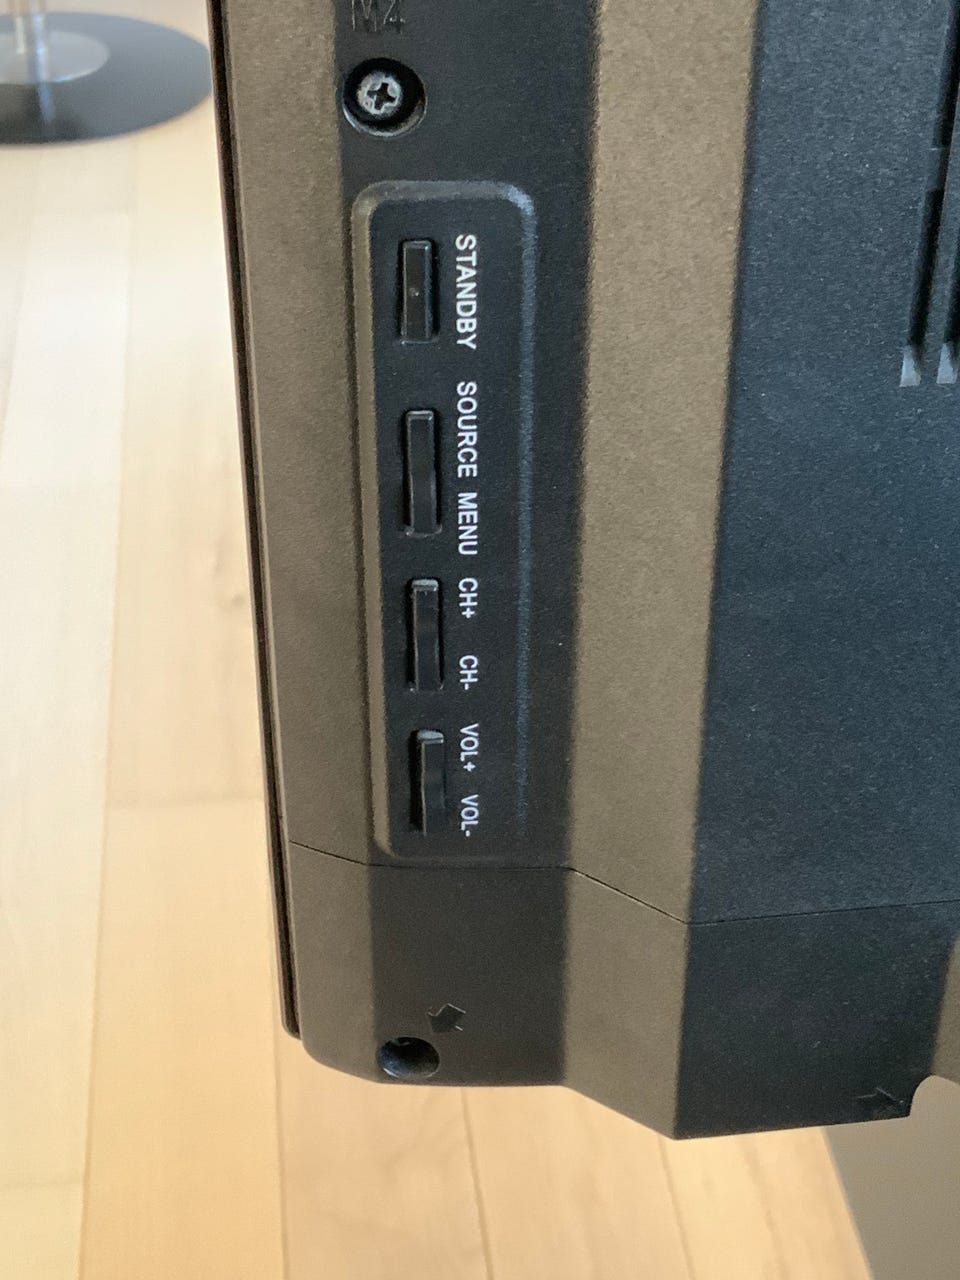 M4
STANDBY
SOURCE MENU
CH+ CH-
VOL+ VOL-